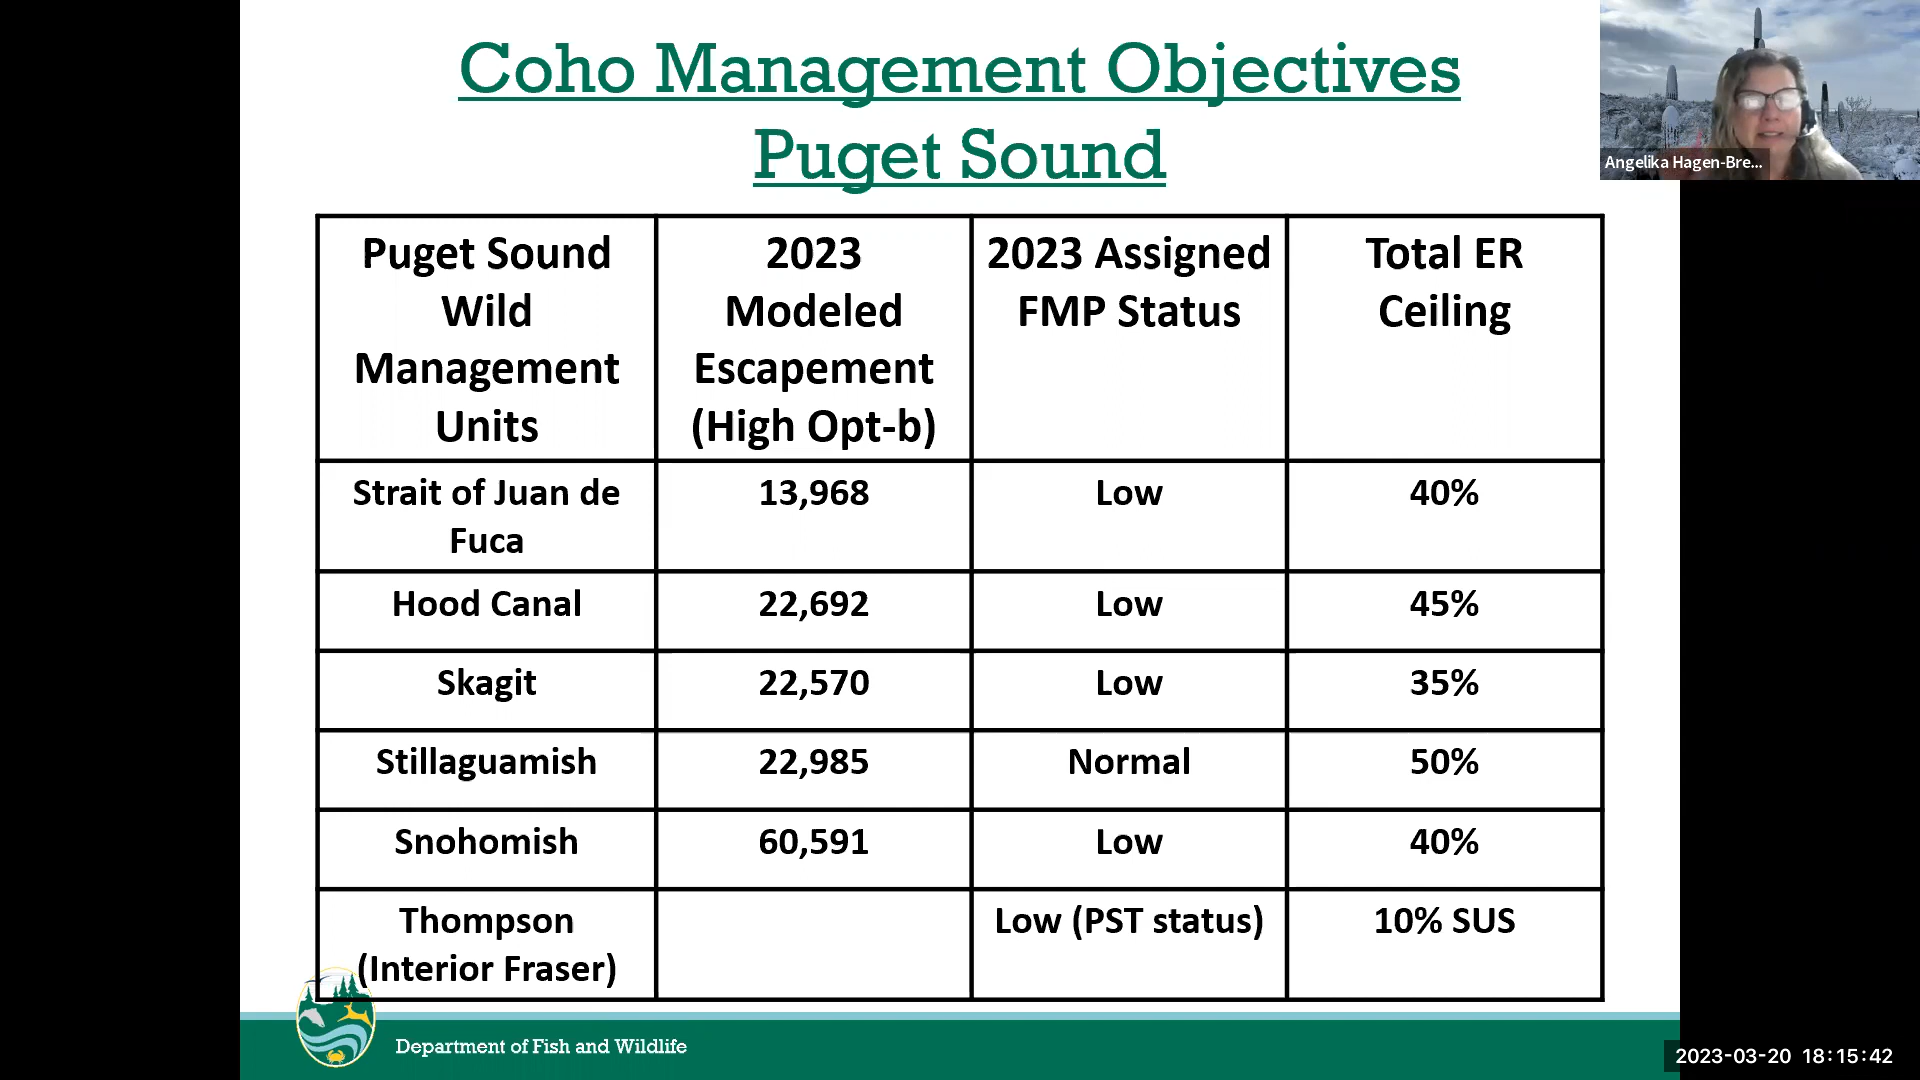 Coho Management Objectives
Puget Sound
Angelika Hagen-Bre...
Puget Sound
Wild
Management
Units
2023
Modeled
Escapement
(High Opt-b)
2023 Assigned
FMP Status
Total ER
Ceiling
Strait of Juan de
Fuca
13,968
Low
40%
Hood Canal
22,692
Low
45%
Skagit
22,570
Low
35%
Stillaguamish
22,985
Normal
50%
Snohomish
60,591
Low
40%
Thompson
(Interior Fraser)
Low (PST status)
10% SUS
Department of Fish and Wildlife
2023-03-20 18:15:42